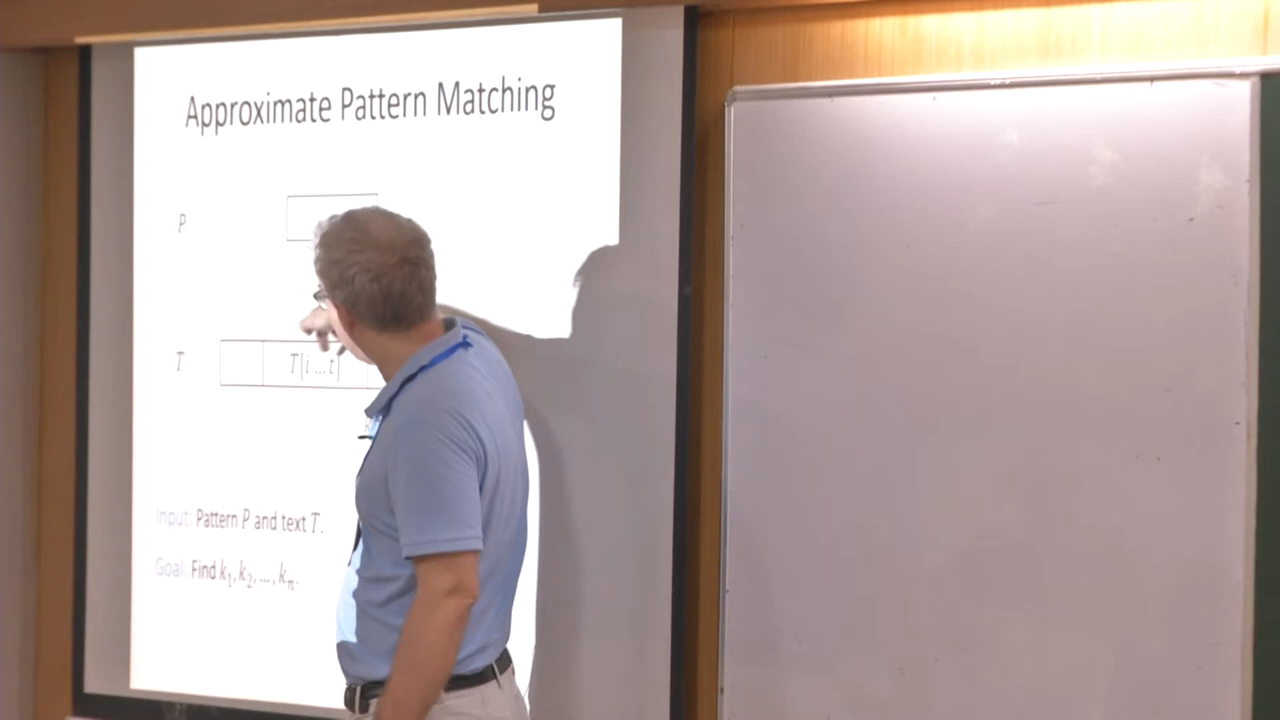 Approximate Pattern Matching
P
T
T[i ... t]
Input: Pattern P and text T.
Goal: Find k₁, k₂, ..., kₙ.